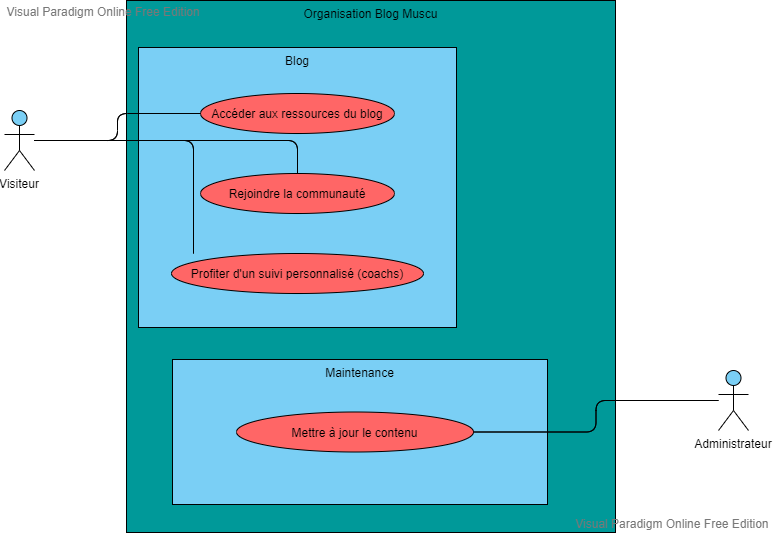 Visual Paradigm Online Free Edition
Organisation Blog Muscu
Blog
Accéder aux ressources du blog
Visiteur
Rejoindre la communauté
Profiter d'un suivi personnalisé (coachs)
Maintenance
Mettre à jour le contenu
Administrateur
Visual Paradigm Online Free Edition